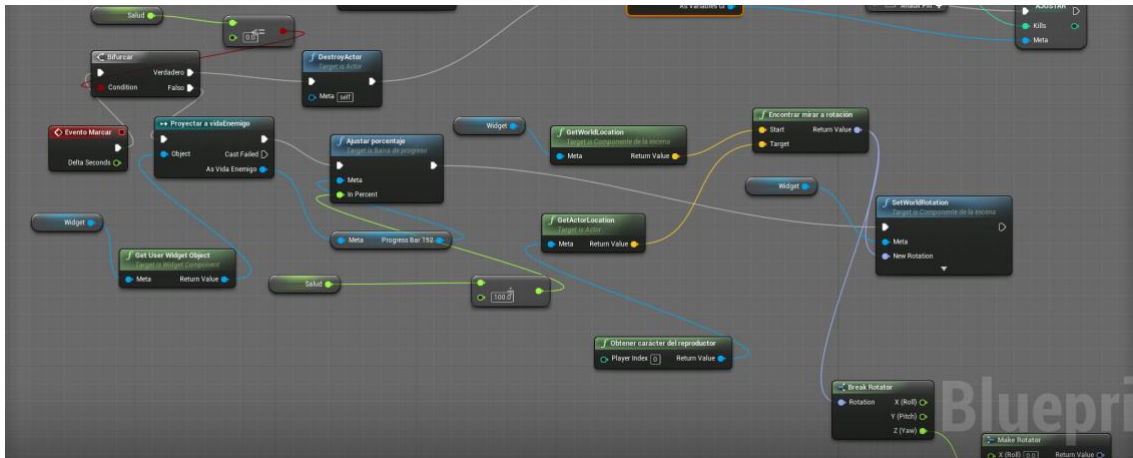 Salud
0.0
<=
As Variables GI
Añadir Pin +
AJUSTAR
Kills
Meta
Bifurcar
Verdadero
Condition
Falso
DestroyActor
Target is Actor
Meta self
Evento Marcar
Delta Seconds
Proyectar a vidaEnemigo
Object
Cast Failed
As Vida Enemigo
Ajustar porcentaje
Target is Barra de progreso
Meta
In Percent
Widget
GetWorldLocation
Target is Componente de la escena
Meta
Return Value
Encontrar mirar a rotación
Start
Return Value
Target
Widget
SetWorldRotation
Target is Componente de la escena
Meta
New Rotation
Widget
Get User Widget Object
Target is Widget Component
Meta
Return Value
Meta
Progress Bar 152
GetActorLocation
Target is Actor
Meta
Return Value
Salud
÷
100.0
Obtener carácter del reproductor
Player Index 0
Return Value
Break Rotator
Rotation
X (Roll)
Y (Pitch)
Z (Yaw)
Bluepri
Make Rotator
X (Roll) 0.0
Return Value